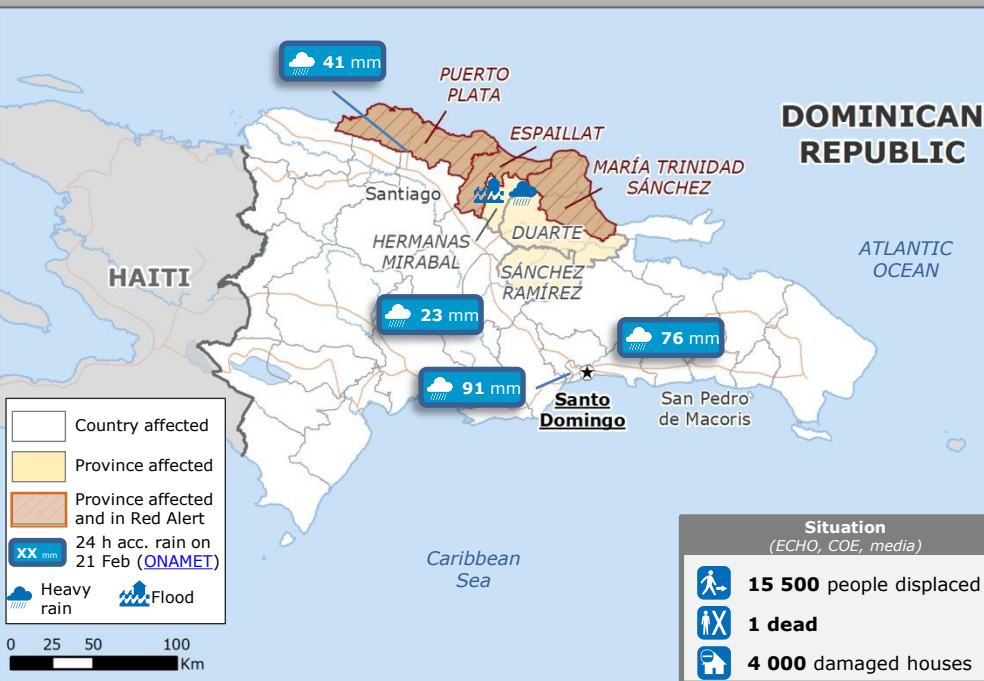 41 mm
PUERTO
PLATA
ESPAILLAT
DOMINICAN
REPUBLIC
MARÍA TRINIDAD
SÁNCHEZ
Santiago
DUARTE
HERMANAS
MIRABAL
ATLANTIC
OCEAN
HAITI
SÁNCHEZ
RAMÍREZ
23 mm
76 mm
91 mm
Santo
Domingo
San Pedro
de Macoris
Country affected
Province affected
Province affected
and in Red Alert
XX mm
24 h acc. rain on
21 Feb (ONAMET)
Heavy
rain
Flood
0 25 50 100
Km
Caribbean
Sea
Situation
(ECHO, COE, media)
15 500 people displaced
1 dead
4 000 damaged houses